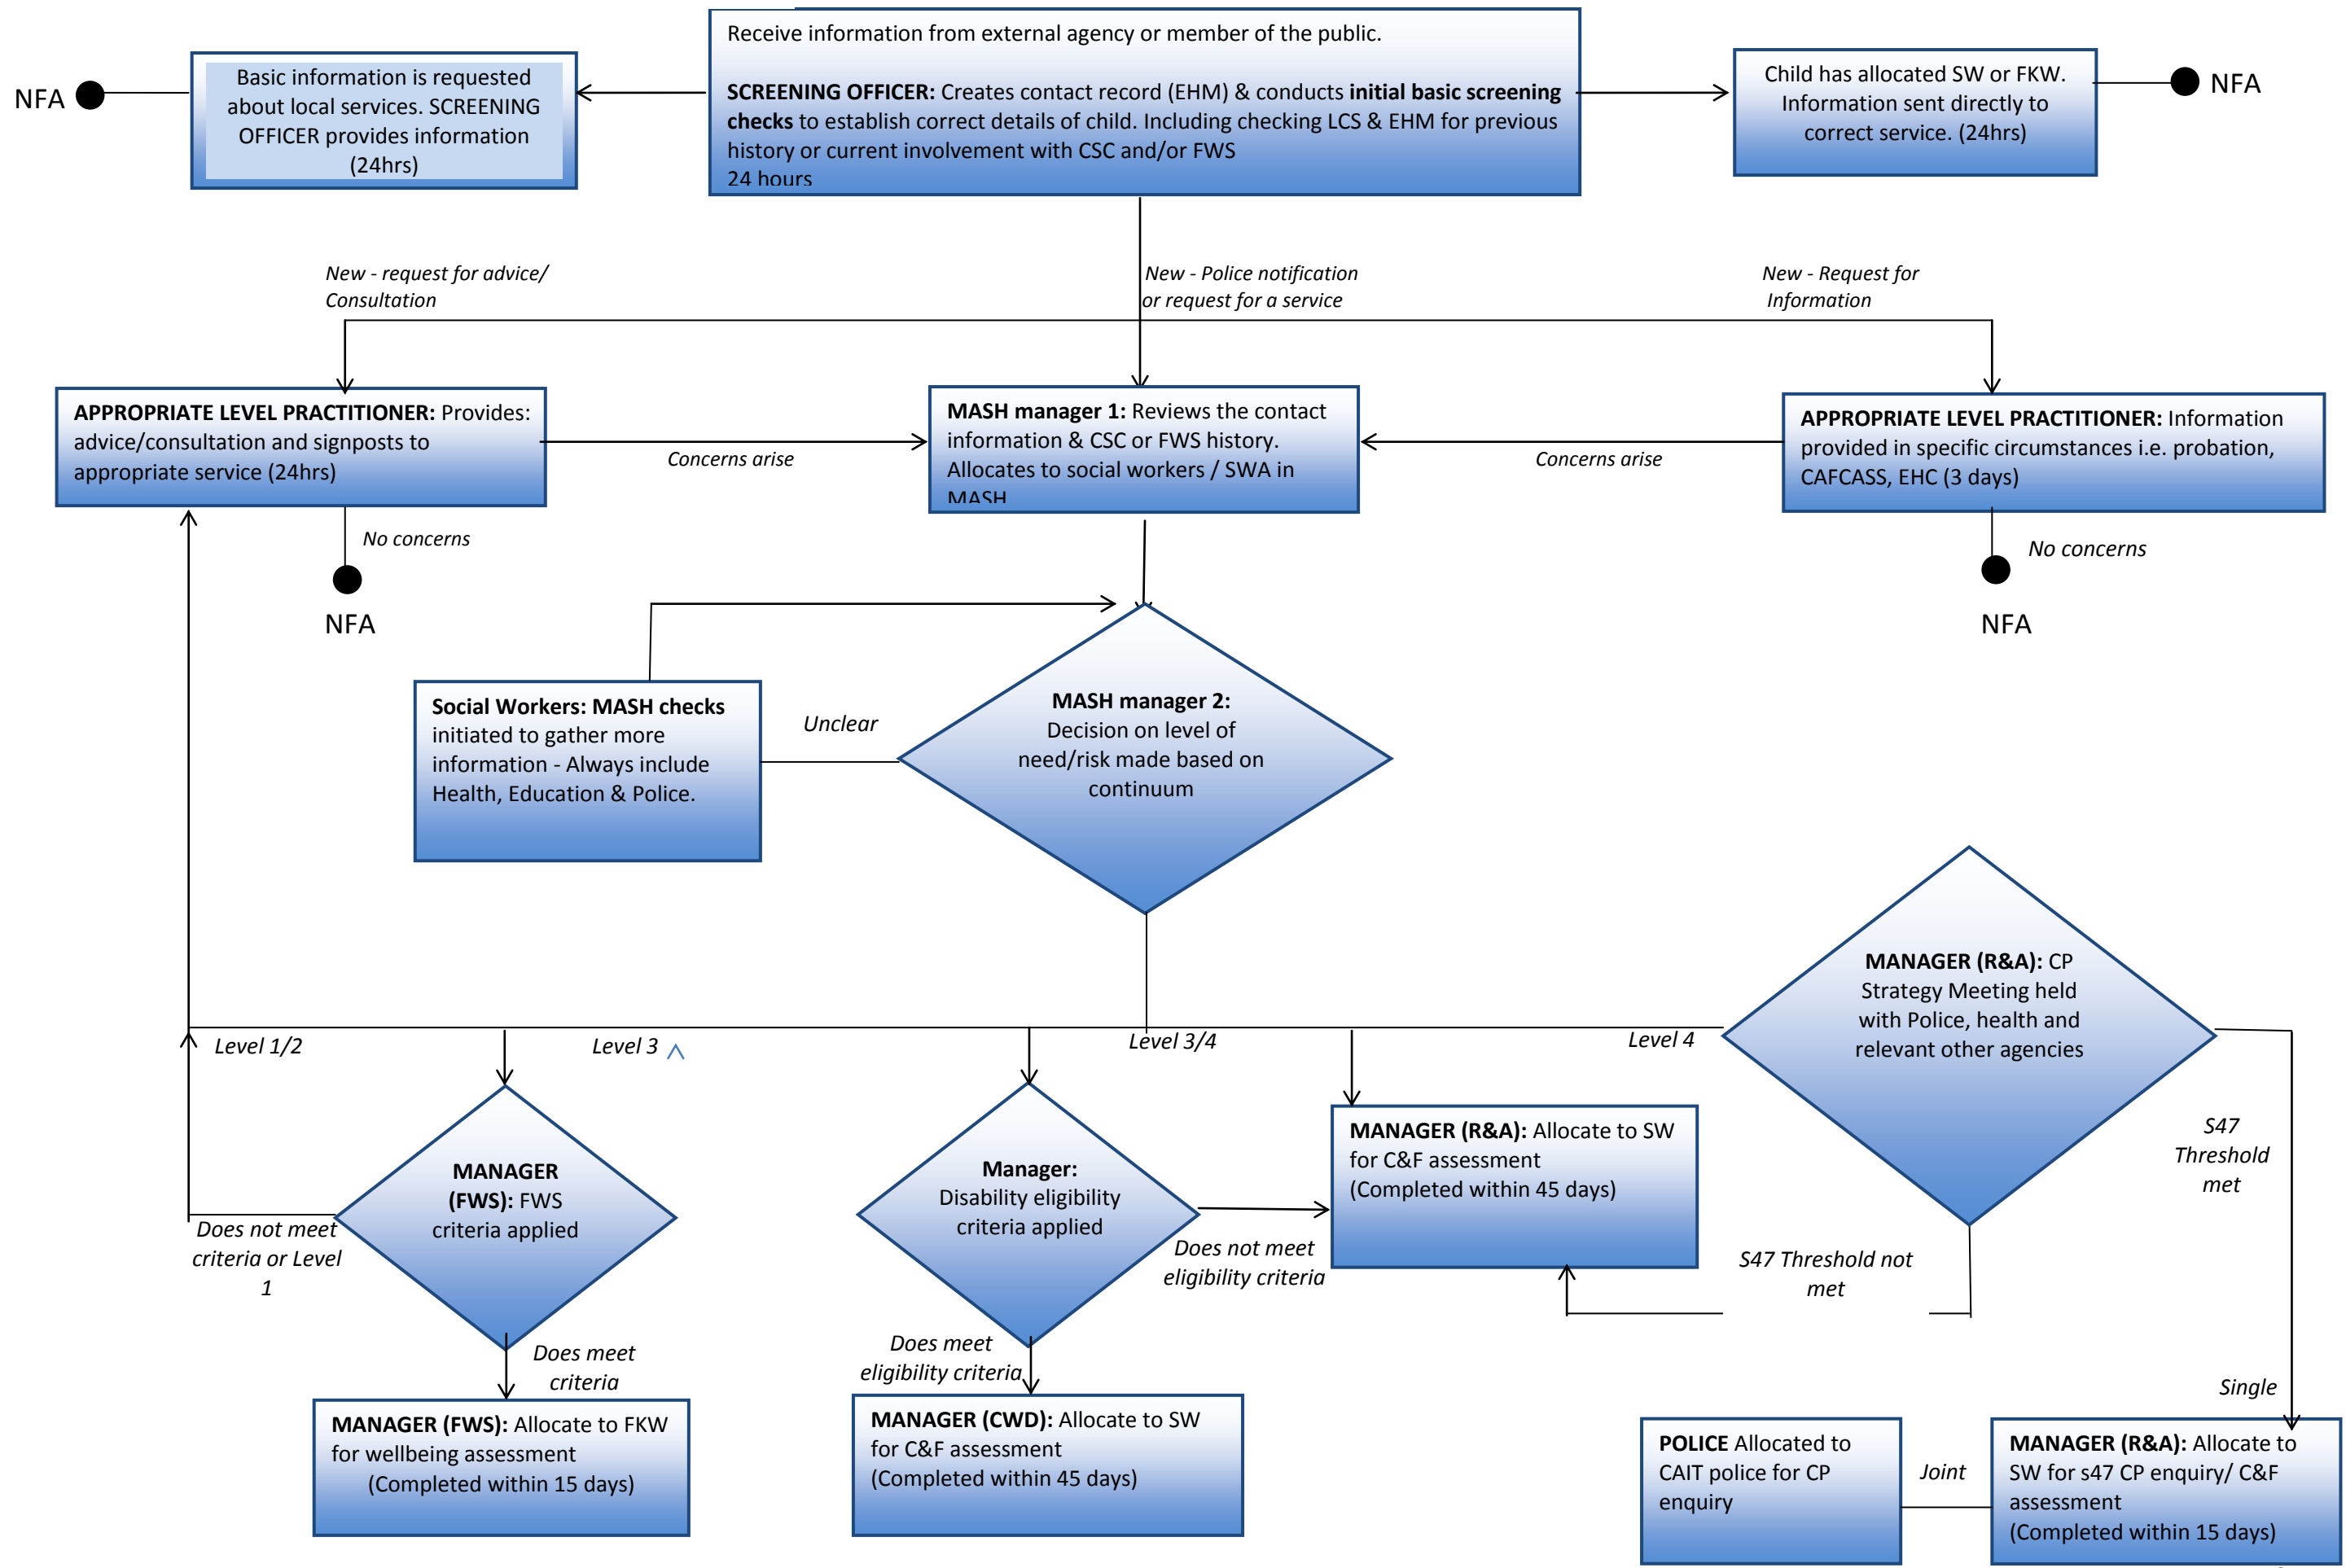 Receive information from external agency or member of the public.
SCREENING OFFICER: Creates contact record (EHM) & conducts initial basic screening
checks to establish correct details of child. Including checking LCS & EHM for previous
history or current involvement with CSC and/or FWS
24 hours
NFA
Basic information is requested
about local services. SCREENING
OFFICER provides information
(24hrs)
Child has allocated SW or FKW.
Information sent directly to
correct service. (24hrs)
NFA
New - request for advice/
Consultation
New - Police notification
or request for a service
New - Request for
Information
APPROPRIATE LEVEL PRACTITIONER: Provides:
advice/consultation and signposts to
appropriate service (24hrs)
Concerns arise
MASH manager 1: Reviews the contact
information & CSC or FWS history.
Allocates to social workers / SWA in
MASH
Concerns arise
APPROPRIATE LEVEL PRACTITIONER: Information
provided in specific circumstances i.e. probation,
CAFCASS, EHC (3 days)
No concerns
NFA
No concerns
NFA
Social Workers: MASH checks
initiated to gather more
information - Always include
Health, Education & Police.
Unclear
MASH manager 2:
Decision on level of
need/risk made based on
continuum
MANAGER (R&A): CP
Strategy Meeting held
with Police, health and
relevant other agencies
Level 1/2
Level 3
Level 3/4
Level 4
MANAGER
(FWS): FWS
criteria applied
Does not meet
criteria or Level
1
Manager:
Disability eligibility
criteria applied
Does not meet
eligibility criteria
MANAGER (R&A): Allocate to SW
for C&F assessment
(Completed within 45 days)
S47 Threshold not
met
S47
Threshold
met
Does meet
criteria
Does meet
eligibility criteria
Single
MANAGER (FWS): Allocate to FKW
for wellbeing assessment
(Completed within 15 days)
MANAGER (CWD): Allocate to SW
for C&F assessment
(Completed within 45 days)
POLICE Allocated to
CAIT police for CP
enquiry
Joint
MANAGER (R&A): Allocate to
SW for s47 CP enquiry/ C&F
assessment
(Completed within 15 days)